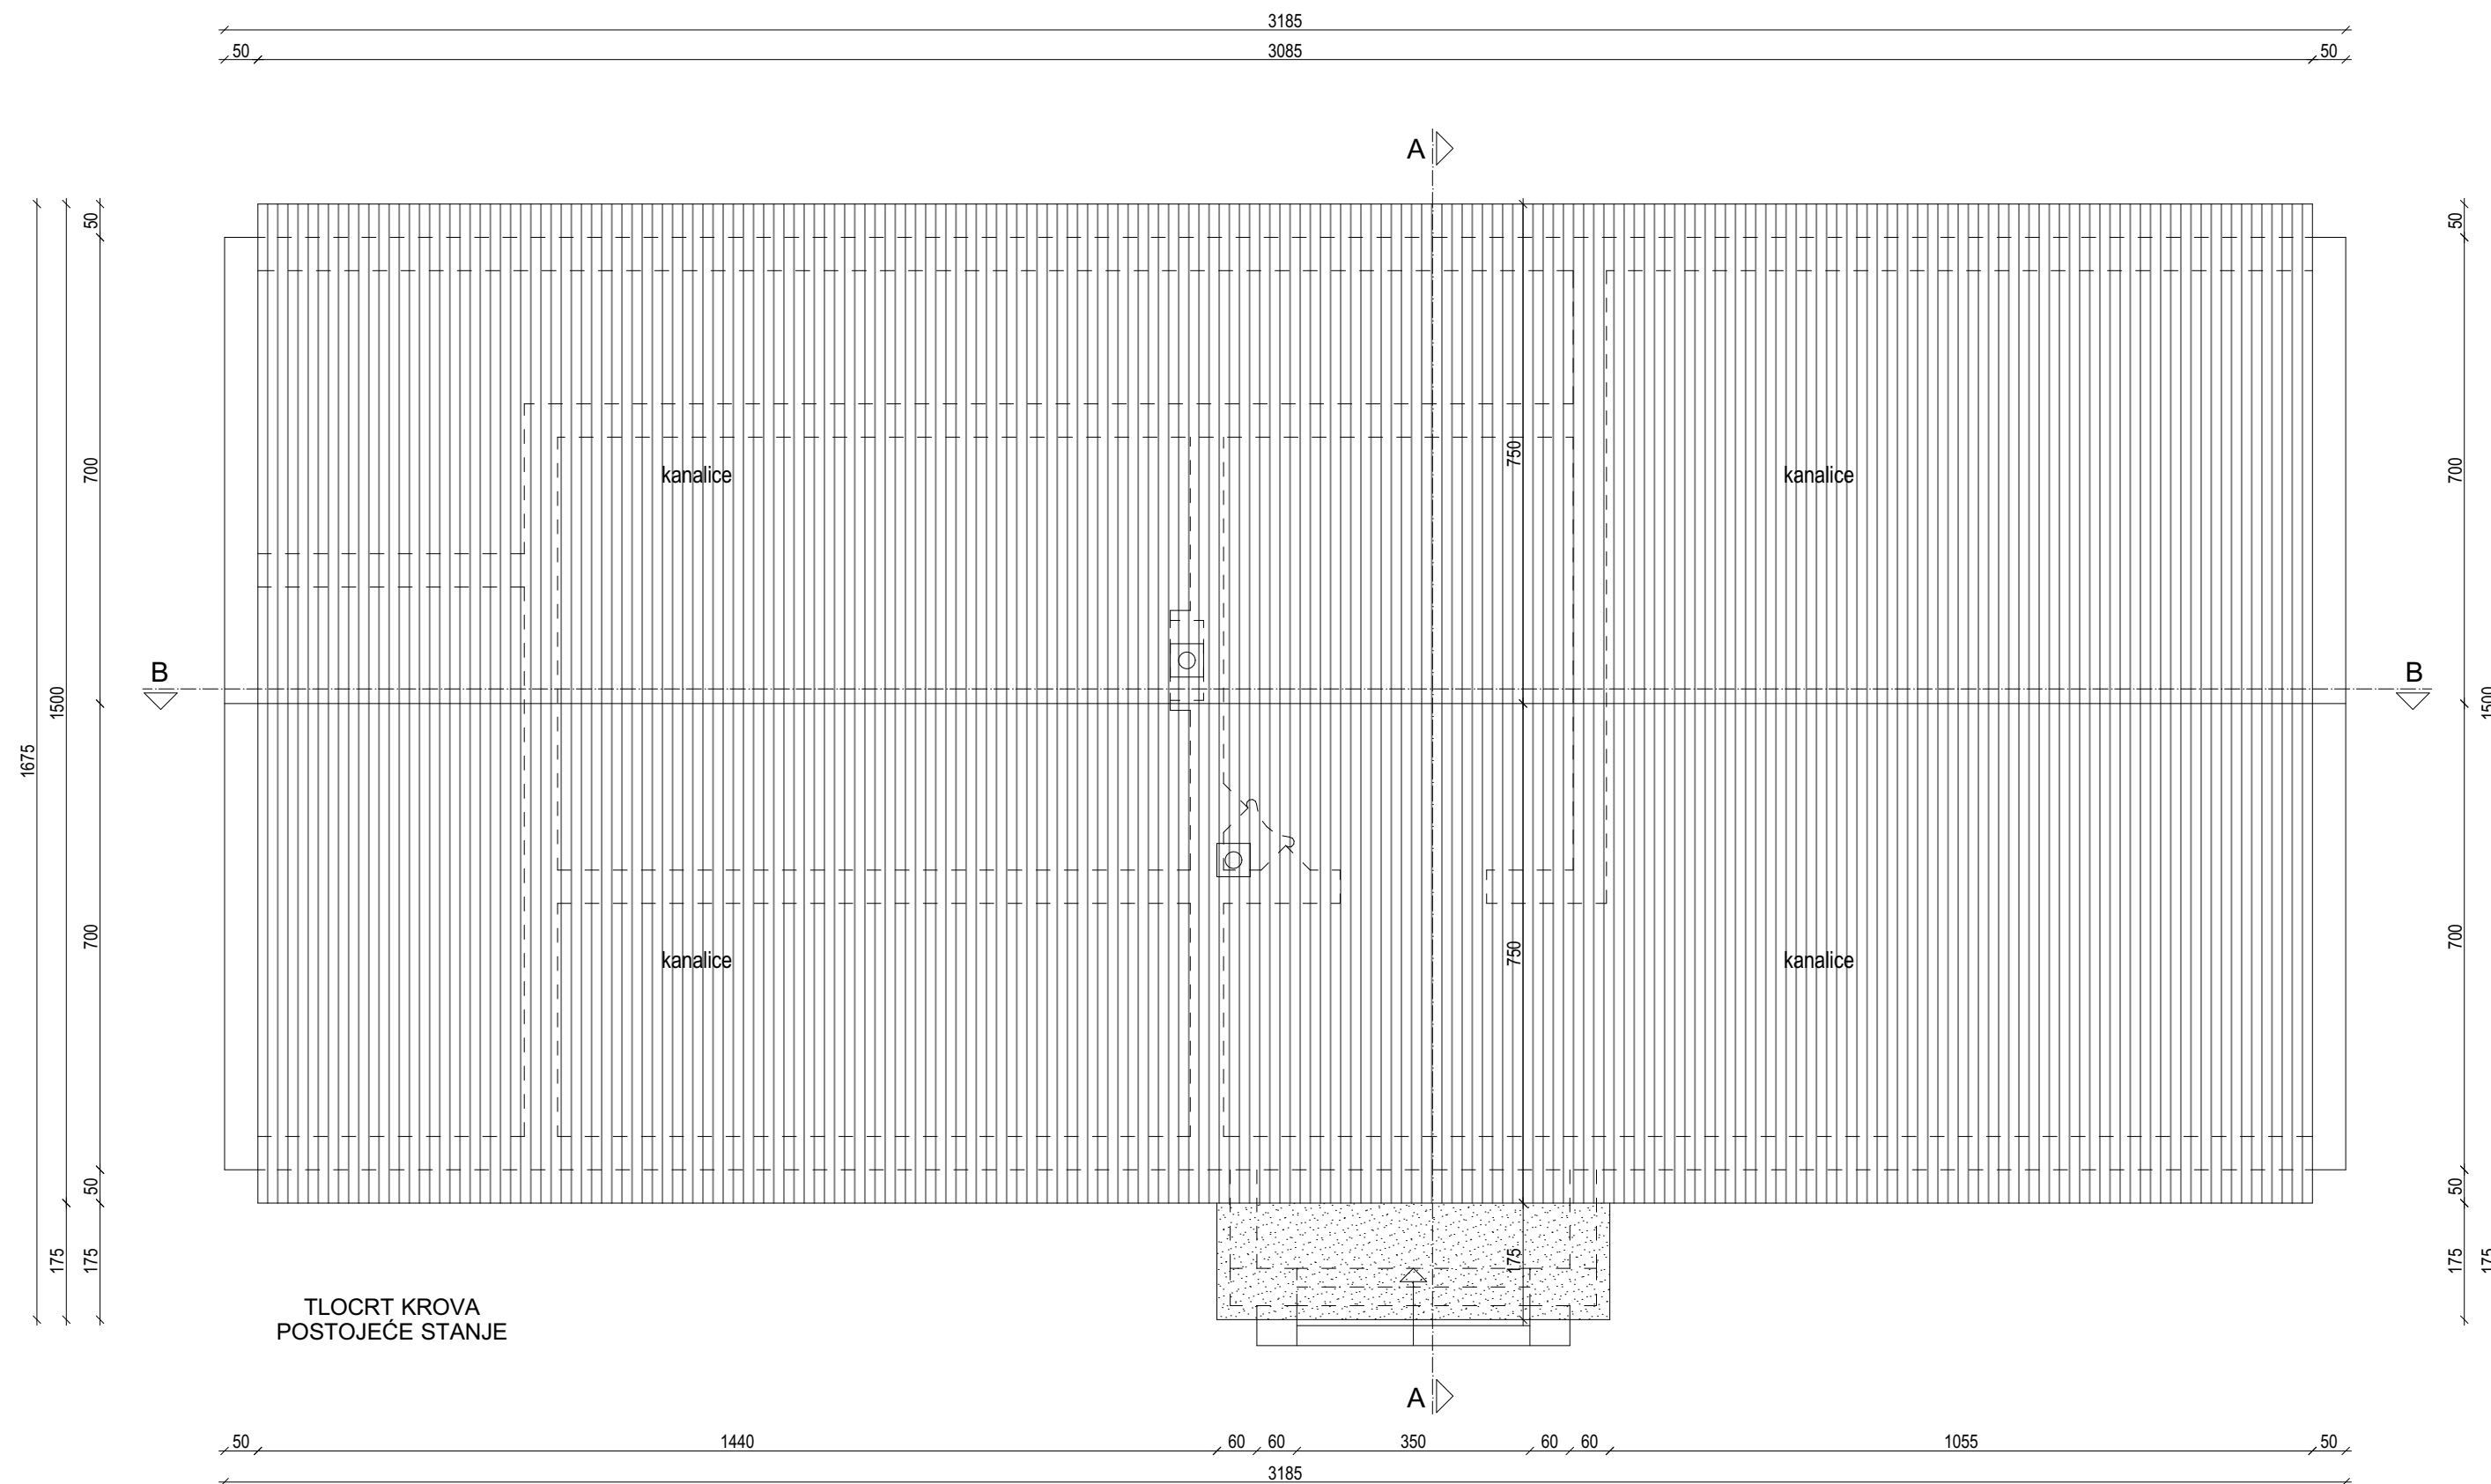 3185
50 3085 50
A
50 50
700 kanalice 750 kanalice 700
B B
1500 1500
1675
700 kanalice 750 kanalice 700
50 50
175 175 175 175 175
TLOCRT KROVA
POSTOJEĆE STANJE
A
50 1440 60 60 350 60 60 1055 50
3185